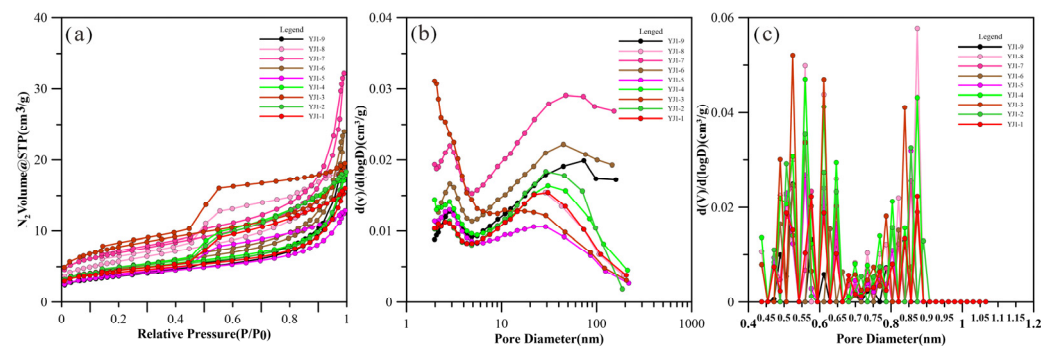 (a)
Legend
YJ1-9
YJ1-8
YJ1-7
YJ1-6
YJ1-5
YJ1-4
YJ1-3
YJ1-2
YJ1-1
40
30
20
10
0
N2 Volume@STP(cm³/g)
0 0.2 0.4 0.6 0.8 1
Relative Pressure(P/P0)
(b)
Lenged
YJ1-9
YJ1-8
YJ1-7
YJ1-6
YJ1-5
YJ1-4
YJ1-3
YJ1-2
YJ1-1
0.04
0.03
0.02
0.01
0
d(v)/d(logD)(cm³/g)
1 10 100 1000
Pore Diameter(nm)
(c)
Legend
YJ1-9
YJ1-8
YJ1-7
YJ1-6
YJ1-5
YJ1-4
YJ1-3
YJ1-2
YJ1-1
0.06
0.04
0.02
0
d(v)/d(logD)(cm³/g)
0.4 0.45 0.5 0.55 0.6 0.65 0.7 0.75 0.8 0.85 0.9 0.95 1 1.05 1.1 1.15 1.2
Pore Diameter(nm)